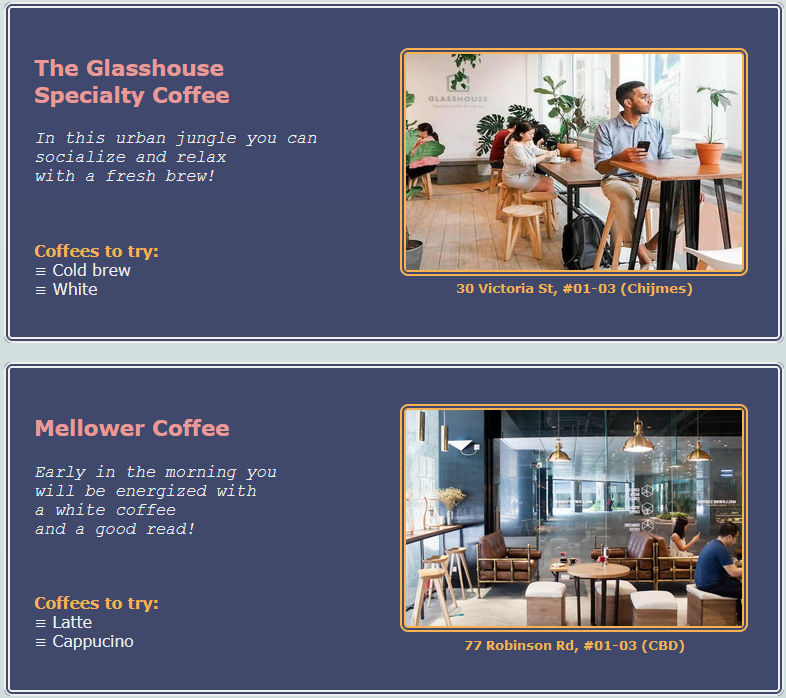 The Glasshouse
Specialty Coffee
In this urban jungle you can
socialize and relax
with a fresh brew!
Coffees to try:
≡ Cold brew
≡ White
GLASSHOUSE
30 Victoria St, #01-03 (Chijmes)
Mellower Coffee
Early in the morning you
will be energized with
a white coffee
and a good read!
Coffees to try:
≡ Latte
≡ Cappucino
77 Robinson Rd, #01-03 (CBD)